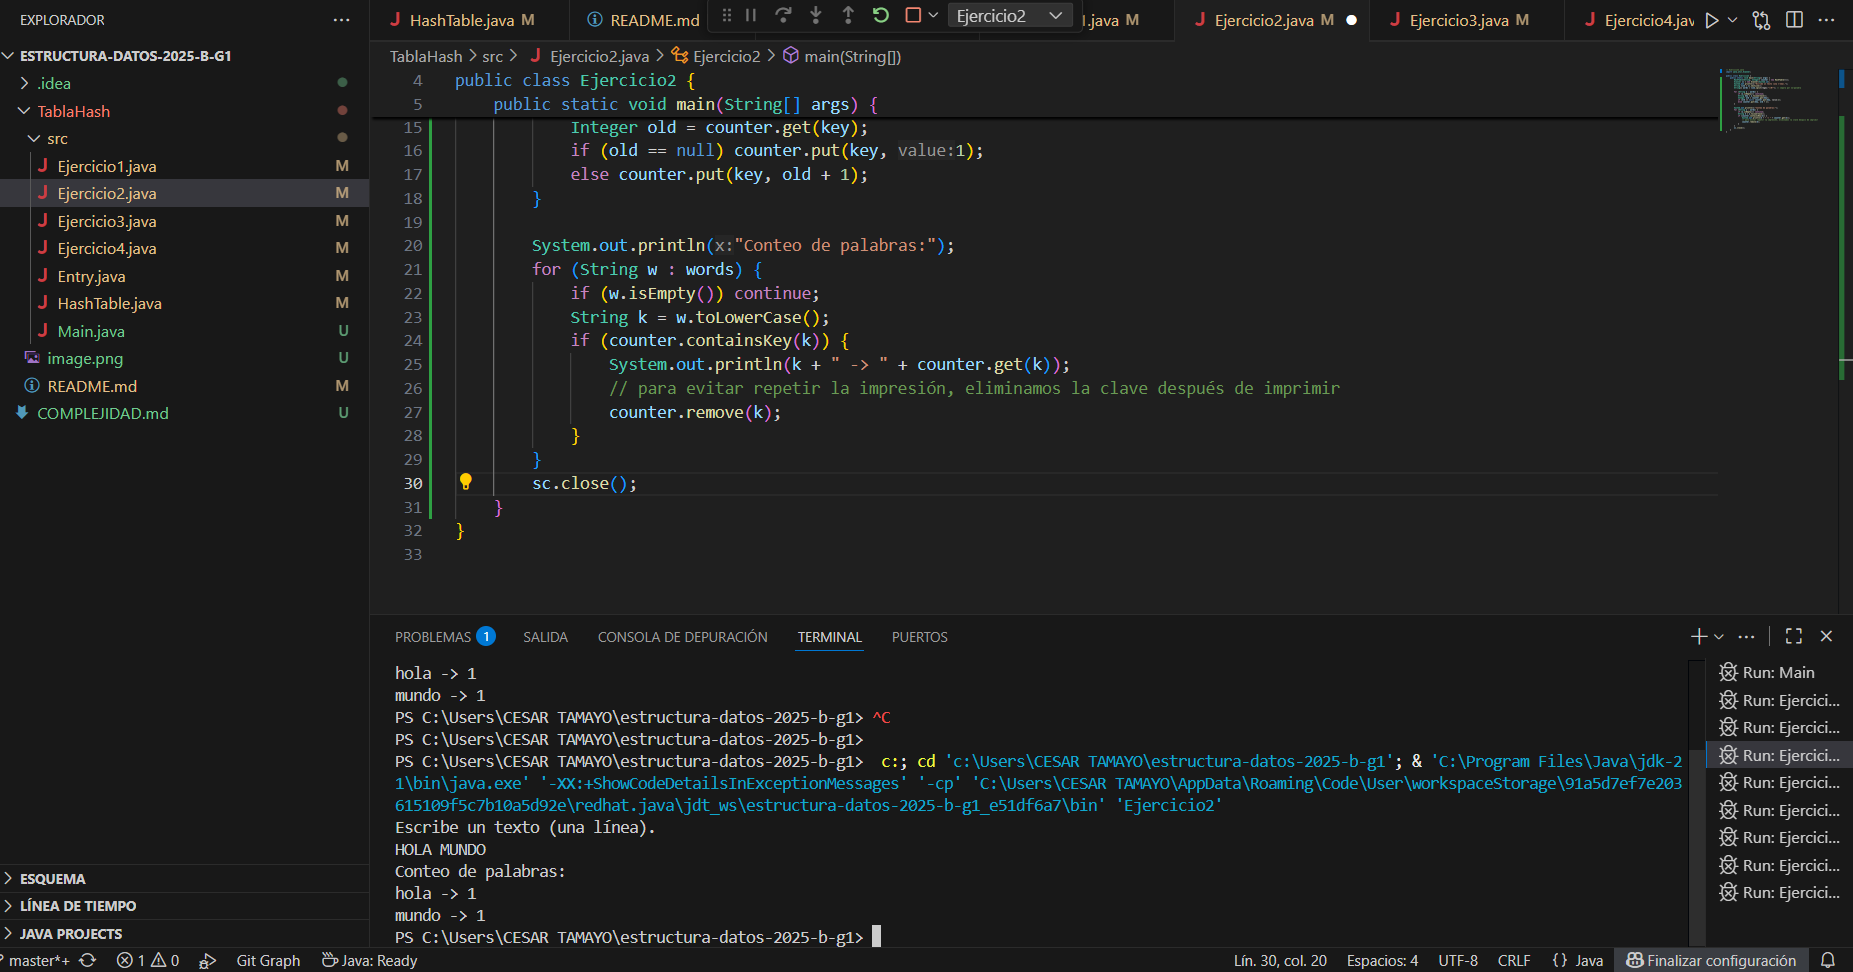 EXPLORADOR
ESTRUCTURA-DATOS-2025-B-G1
.idea
TablaHash
src
Ejercicio1.java M
Ejercicio2.java M
Ejercicio3.java M
Ejercicio4.java M
Entry.java M
HashTable.java M
Main.java U
image.png U
README.md M
COMPLEJIDAD.md U
ESQUEMA
LÍNEA DE TIEMPO
JAVA PROJECTS
HashTable.java M
README.md
Ejercicio2
.java M
Ejercicio2.java M
Ejercicio3.java M
Ejercicio4.jav
TablaHash > src > Ejercicio2.java > Ejercicio2 > main(String[])
4 public class Ejercicio2 {
5 public static void main(String[] args) {
15 Integer old = counter.get(key);
16 if (old == null) counter.put(key, value:1);
17 else counter.put(key, old + 1);
18 }
19
20 System.out.println(x:"Conteo de palabras:");
21 for (String w : words) {
22 if (w.isEmpty()) continue;
23 String k = w.toLowerCase();
24 if (counter.containsKey(k)) {
25 System.out.println(k + " -> " + counter.get(k));
26 // para evitar repetir la impresión, eliminamos la clave después de imprimir
27 counter.remove(k);
28 }
29 }
30 sc.close();
31 }
32 }
33
PROBLEMAS 1 SALIDA CONSOLA DE DEPURACIÓN TERMINAL PUERTOS
hola -> 1
mundo -> 1
PS C:\Users\CESAR TAMAYO\estructura-datos-2025-b-g1> ^C
PS C:\Users\CESAR TAMAYO\estructura-datos-2025-b-g1>
PS C:\Users\CESAR TAMAYO\estructura-datos-2025-b-g1>  c:; cd 'c:\Users\CESAR TAMAYO\estructura-datos-2025-b-g1'; & 'C:\Program Files\Java\jdk-2
1\bin\java.exe' '-XX:+ShowCodeDetailsInExceptionMessages' '-cp' 'C:\Users\CESAR TAMAYO\AppData\Roaming\Code\User\workspaceStorage\91a5d7ef7e203
615109f5c7b10a5d92e\redhat.java\jdt_ws\estructura-datos-2025-b-g1_e51df6a7\bin' 'Ejercicio2'
Escribe un texto (una línea).
HOLA MUNDO
Conteo de palabras:
hola -> 1
mundo -> 1
PS C:\Users\CESAR TAMAYO\estructura-datos-2025-b-g1>
Run: Main
Run: Ejercici...
Run: Ejercici...
Run: Ejercici...
Run: Ejercici...
Run: Ejercici...
Run: Ejercici...
Run: Ejercici...
Run: Ejercici...
master*+ 1 0 Git Graph Java: Ready Lín. 30, col. 20 Espacios: 4 UTF-8 CRLF {} Java Finalizar configuración